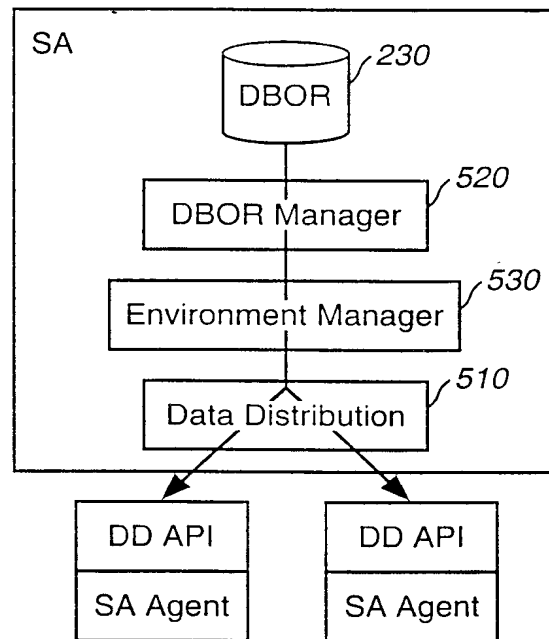 SA
230
DBOR
520
DBOR Manager
530
Environment Manager
510
Data Distribution
DD API
DD API
SA Agent
SA Agent